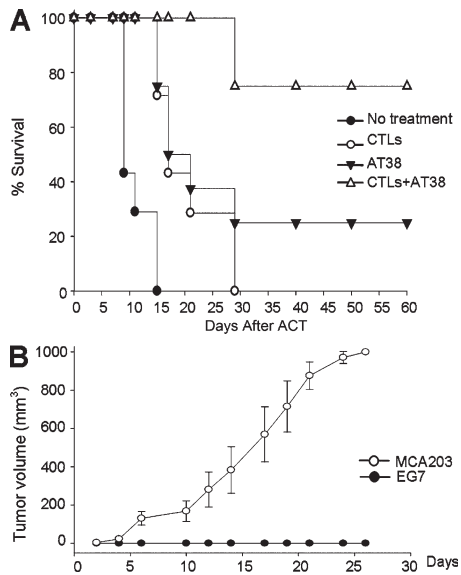 A
% Survival
100
80
60
40
20
0
No treatment
CTLs
AT38
CTLs+AT38
0 5 10 15 20 25 30 35 40 45 50 55 60
Days After ACT
B
Tumor volume (mm3)
1000
800
600
400
200
0
MCA203
EG7
0 5 10 15 20 25 30 Days